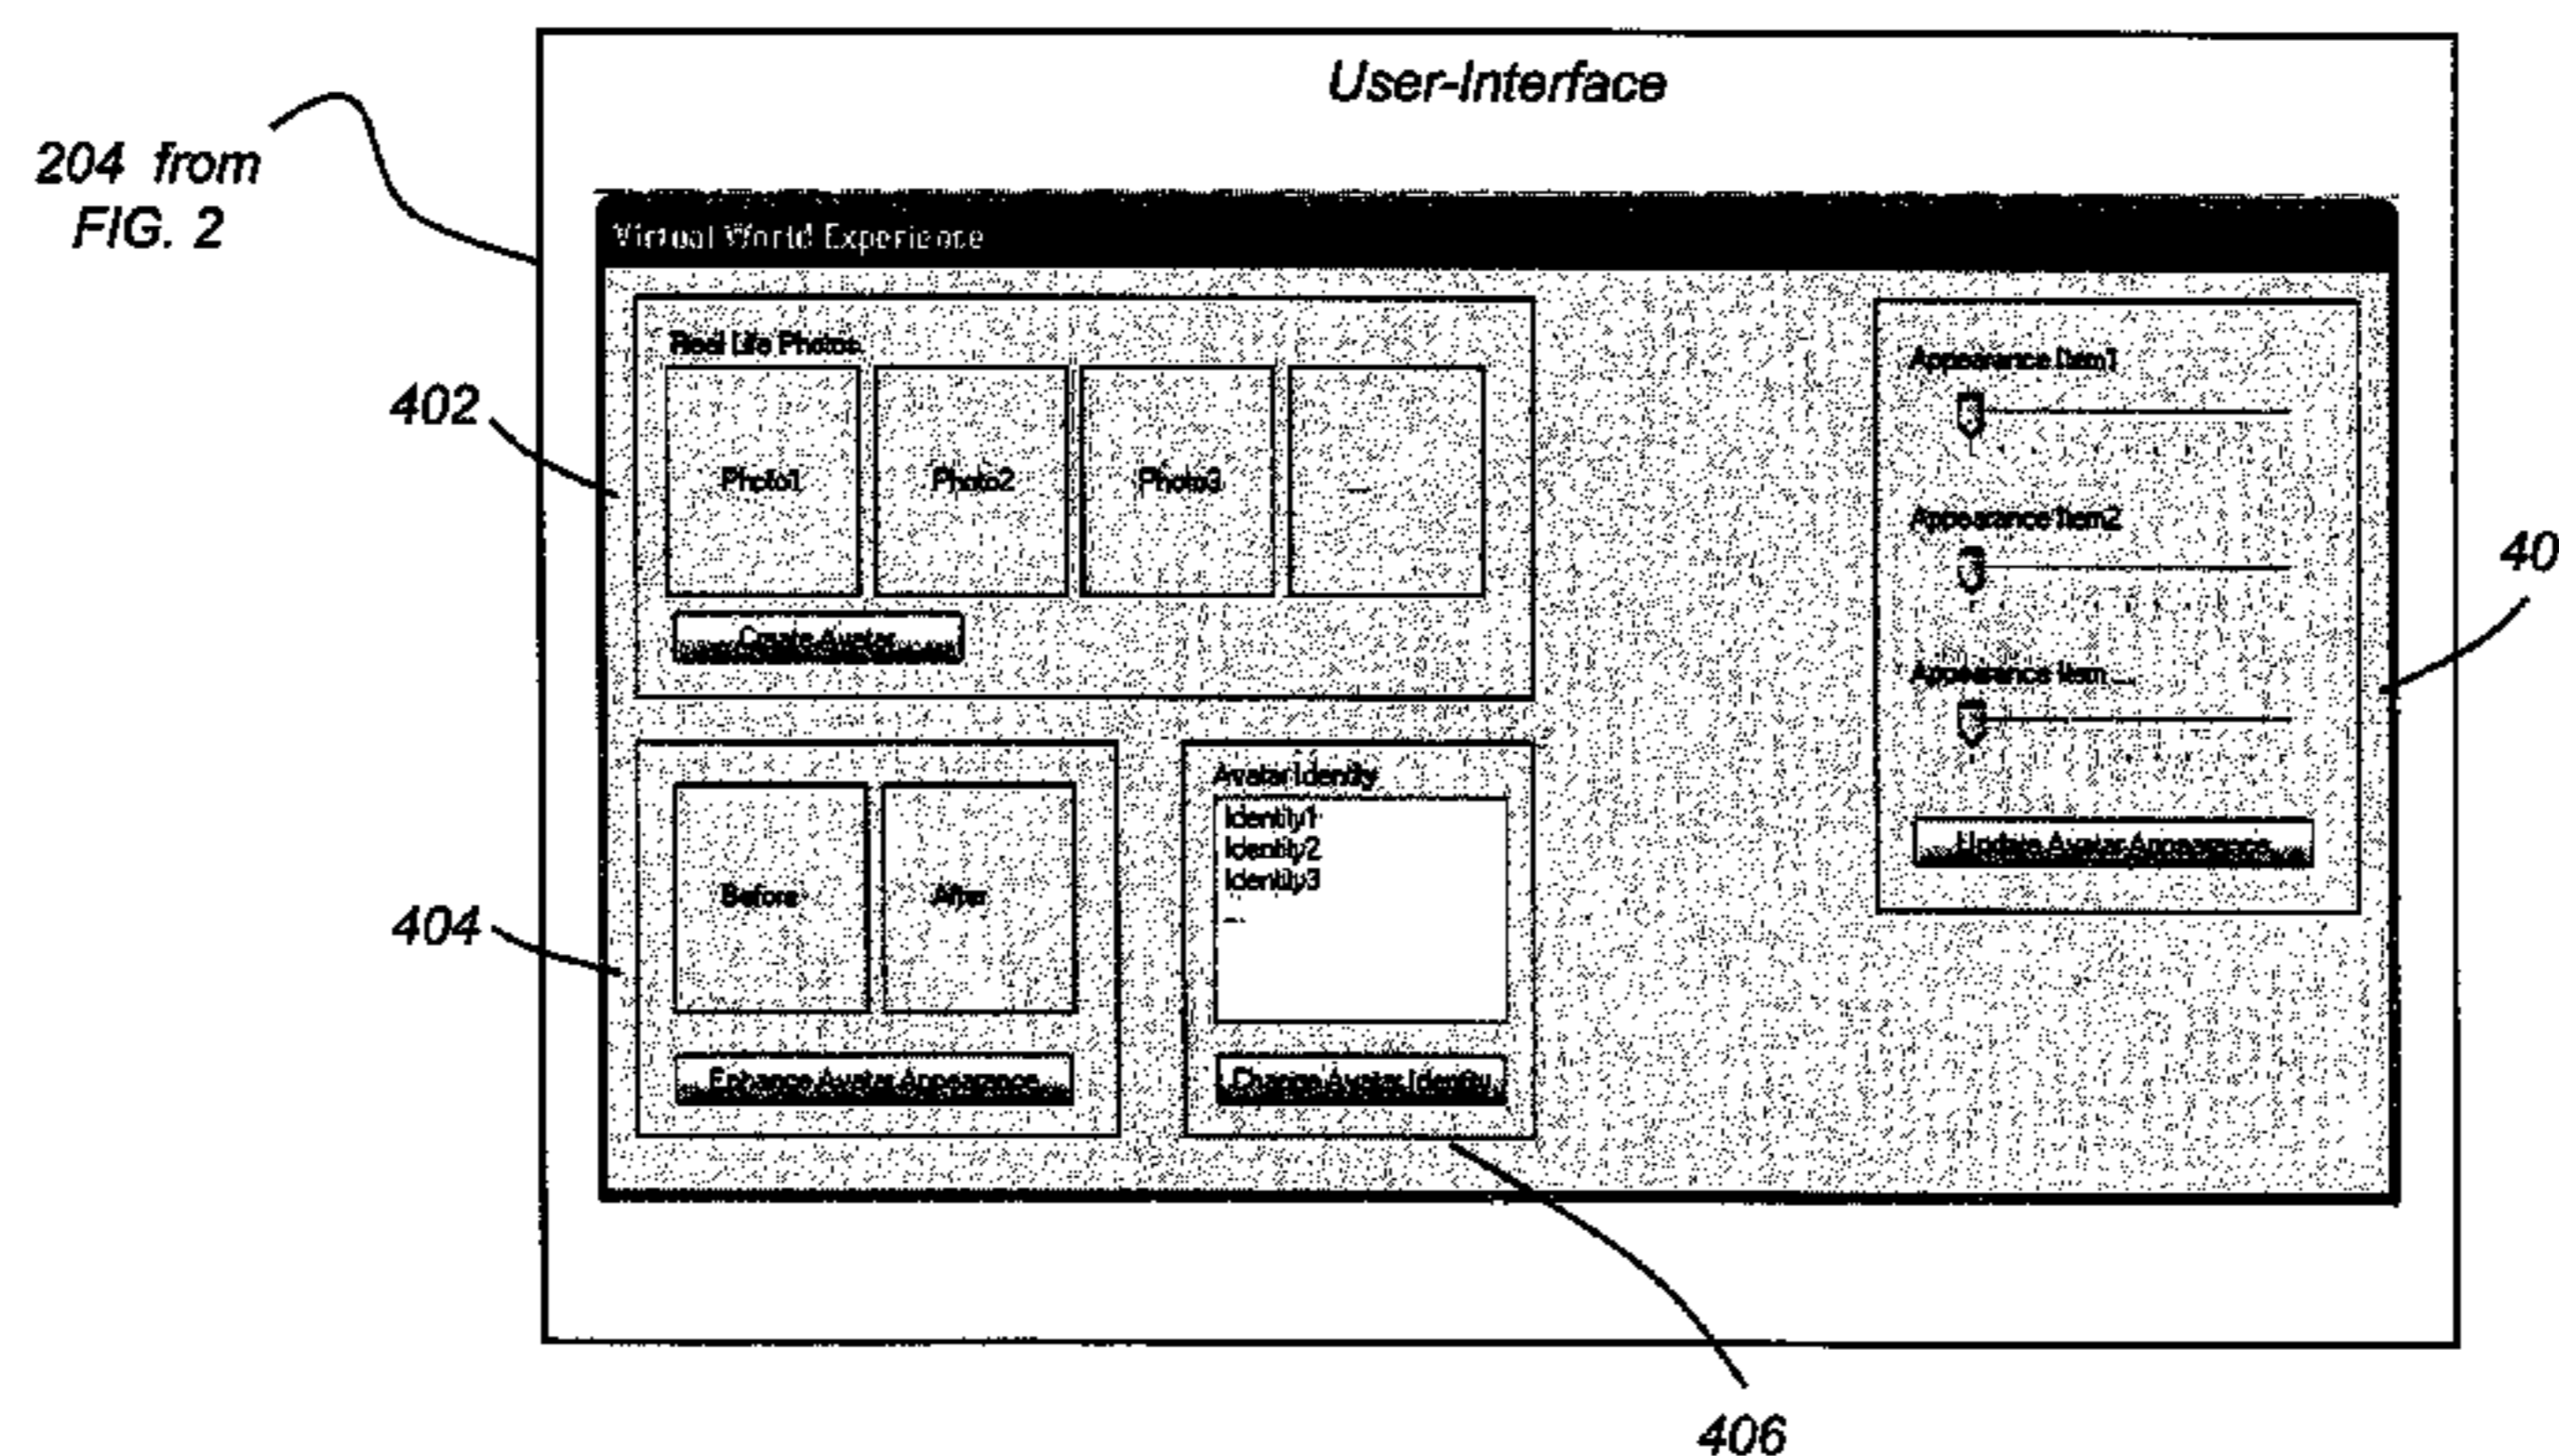 User-Interface
204 from
FIG. 2
Virtual World Experience
Real Life Photos
402
Photo1
Photo2
Photo3
...
Create Avatar
Appearance Item1
Appearance Item2
40
Appearance Item ...
Update Avatar Appearance
404
Before
After
Enhance Avatar Appearance
Avatar Identity
Identity1
Identity2
Identity3
...
Change Avatar Identity
406